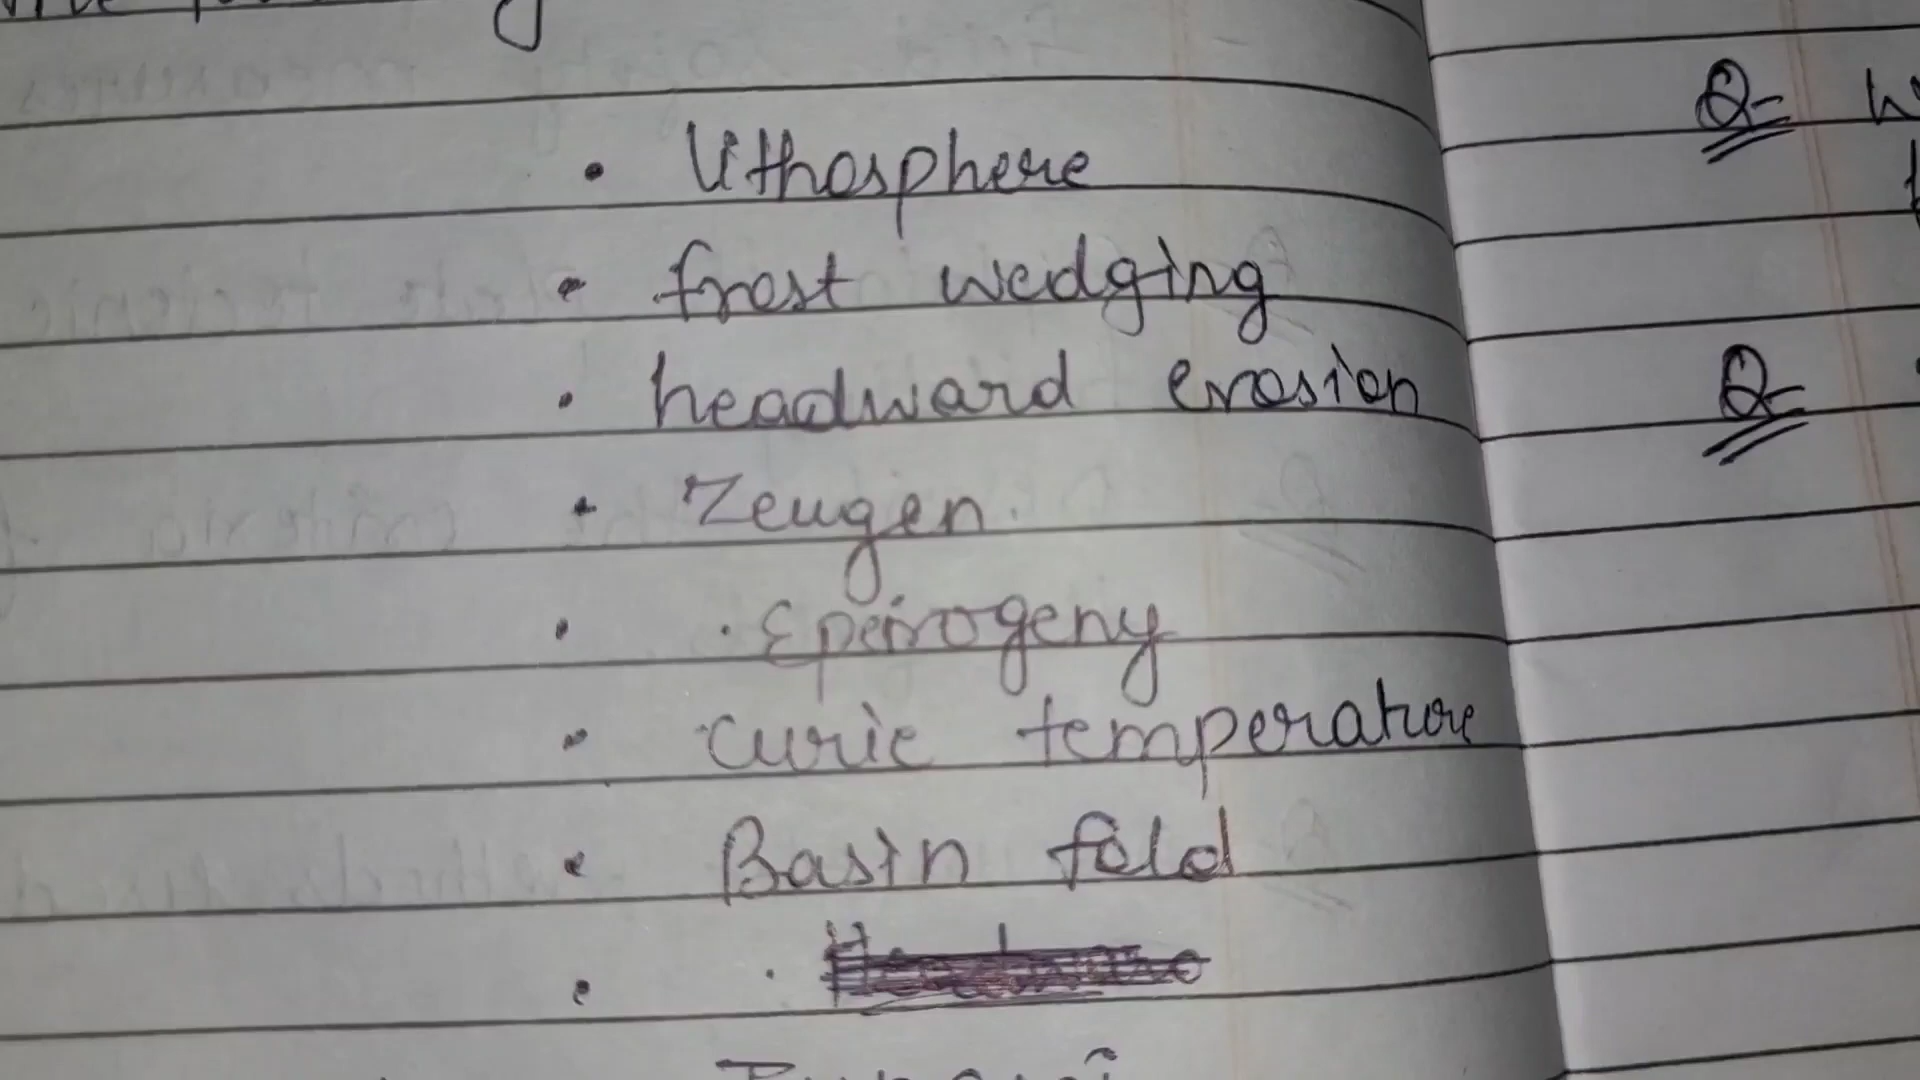 • Lithosphere
• frost wedging
• headward erosion
• Zeugen
• Epeirogeny
• curie temperature
• Basin fold
Q-
Q-